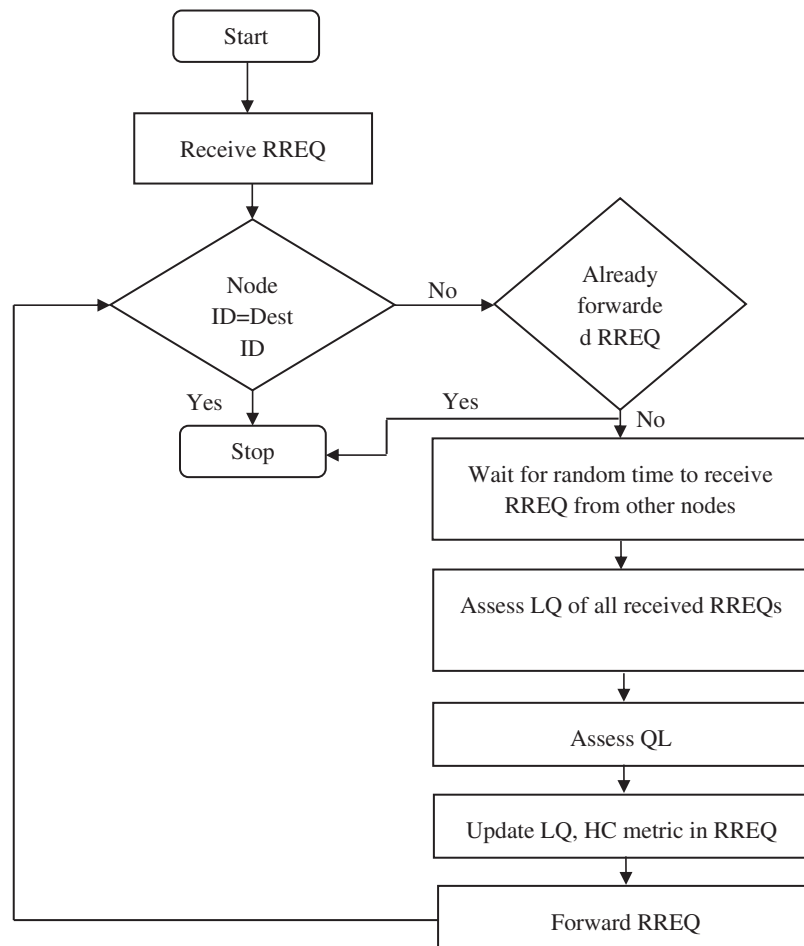 Start
Receive RREQ
Node
ID=Dest
ID
No
Already
forwarde
d RREQ
Yes
Yes
No
Stop
Wait for random time to receive
RREQ from other nodes
Assess LQ of all received RREQs
Assess QL
Update LQ, HC metric in RREQ
Forward RREQ